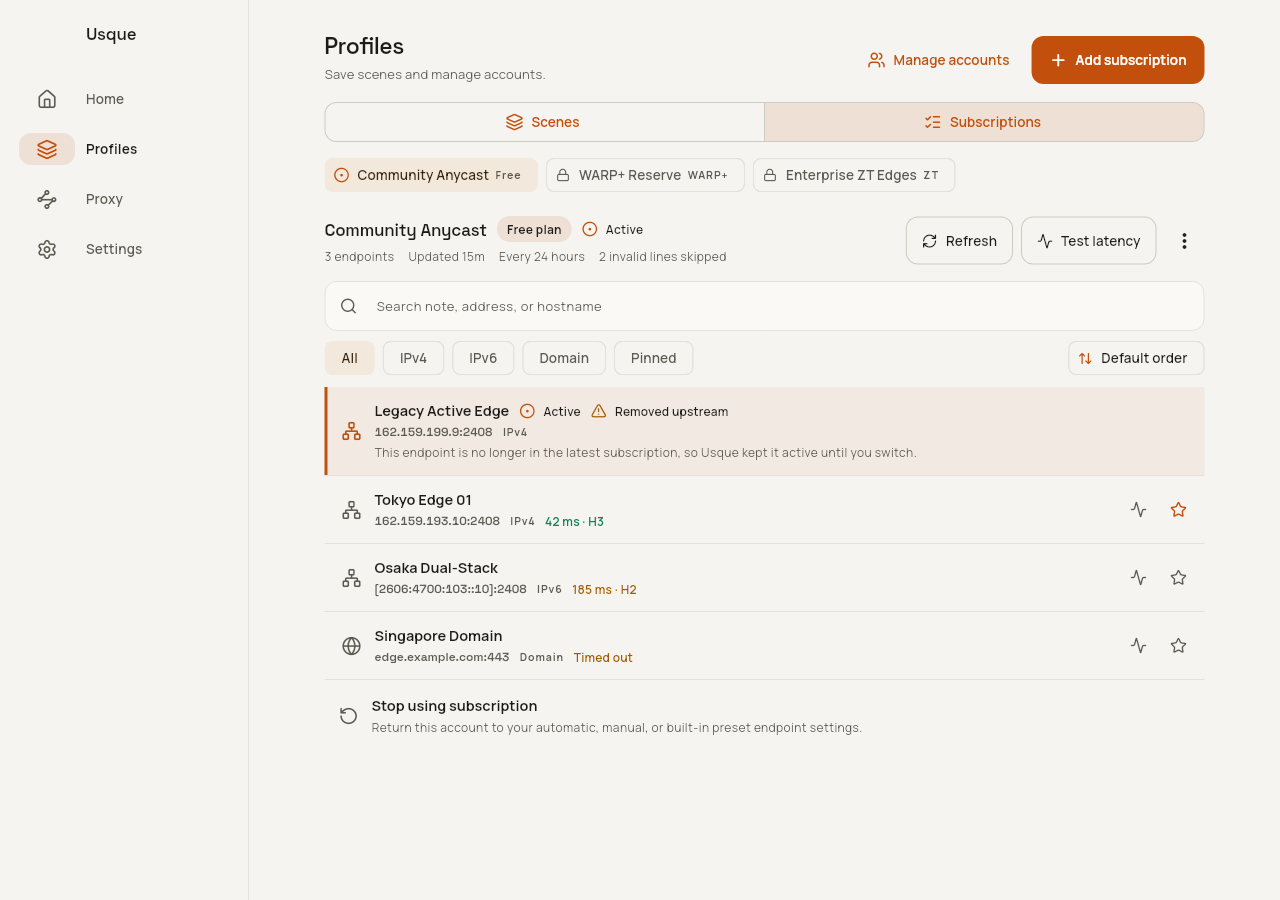 Usque
Home
Profiles
Proxy
Settings
Profiles
Save scenes and manage accounts.
Manage accounts
Add subscription
Scenes
Subscriptions
Community Anycast Free
WARP+ Reserve WARP+
Enterprise ZT Edges ZT
Community Anycast Free plan Active
3 endpoints Updated 15m Every 24 hours 2 invalid lines skipped
Refresh
Test latency
Search note, address, or hostname
All
IPv4
IPv6
Domain
Pinned
Default order
Legacy Active Edge Active Removed upstream
162.159.199.9:2408 IPv4
This endpoint is no longer in the latest subscription, so Usque kept it active until you switch.
Tokyo Edge 01
162.159.193.10:2408 IPv4 42 ms · H3
Osaka Dual-Stack
[2606:4700:103::10]:2408 IPv6 185 ms · H2
Singapore Domain
edge.example.com:443 Domain Timed out
Stop using subscription
Return this account to your automatic, manual, or built-in preset endpoint settings.